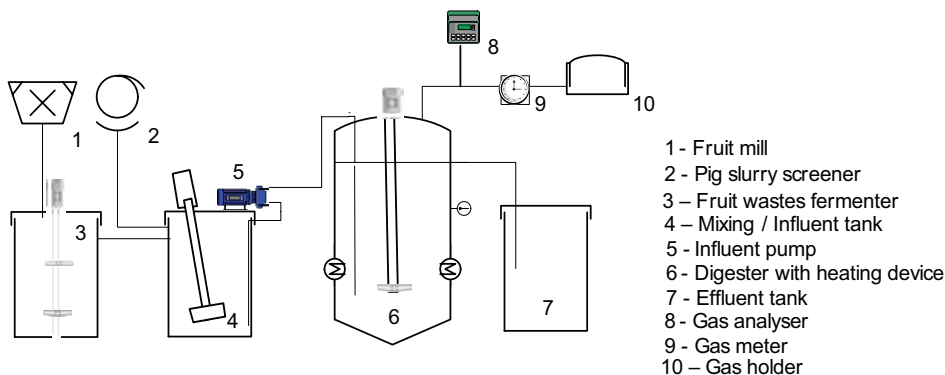 8
9
10
1
2
5
3
4
6
7
M
M
1 - Fruit mill
2 - Pig slurry screener
3 – Fruit wastes fermenter
4 – Mixing / Influent tank
5 - Influent pump
6 - Digester with heating device
7 - Effluent tank
8 - Gas analyser
9 - Gas meter
10 – Gas holder